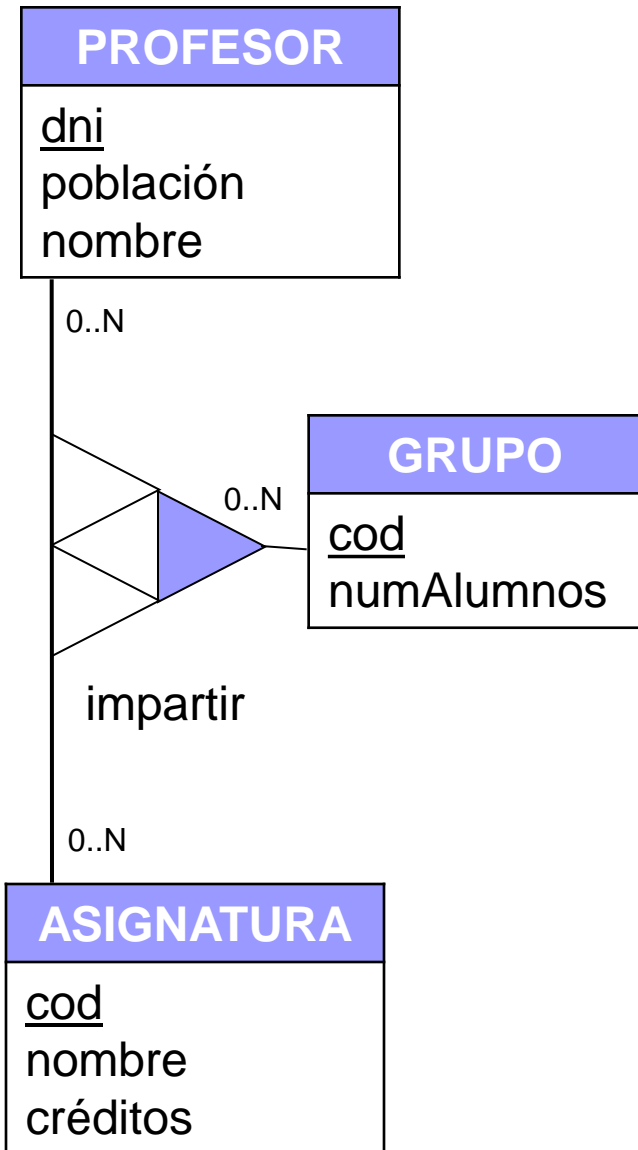 PROFESOR
dni
población
nombre
0..N
GRUPO
0..N
cod
numAlumnos
impartir
0..N
ASIGNATURA
cod
nombre
créditos